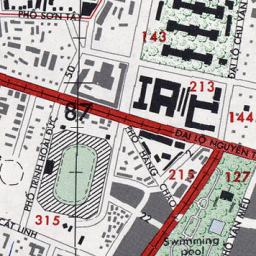 PHỐ SƠN TÂY
143
ĐẠI LỘ CHU VĂN
213
87
144
ĐẠI LỘ NGUYỄN T
PHỐ TRỊNH HOÀI ĐỨC
PHỐ HÀNG CHÁO
215
127
315
CÁT LINH
Swimming
pool
PHỐ VĂN MIẾU